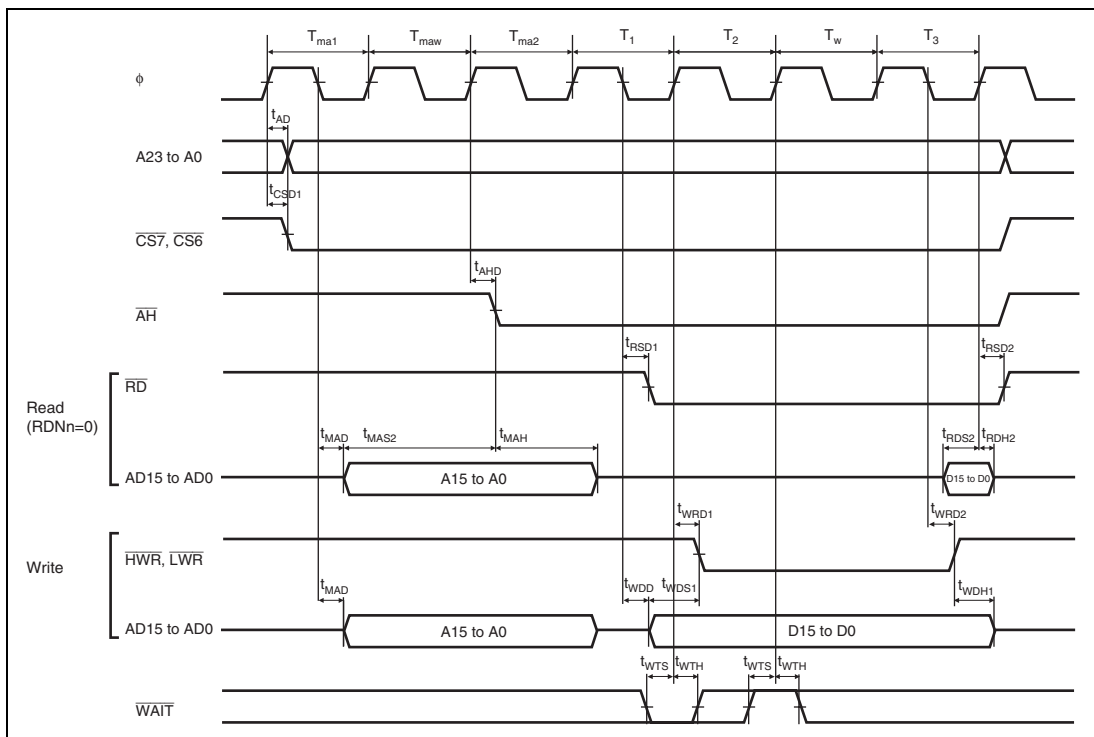 Tma1 Tmaw Tma2 T1 T2 Tw T3
ϕ
tAD
A23 to A0
tCSD1
CS7, CS6
tAHD
AH
tRSD1 tRSD2
RD
Read
(RDNn=0)
tMAD tMAS2 tMAH tRDS2 tRDH2
AD15 to AD0 A15 to A0 D15 to D0
tWRD1 tWRD2
HWR, LWR
Write
tMAD tWDD tWDS1 tWDH1
AD15 to AD0 A15 to A0 D15 to D0
tWTS tWTH tWTS tWTH
WAIT